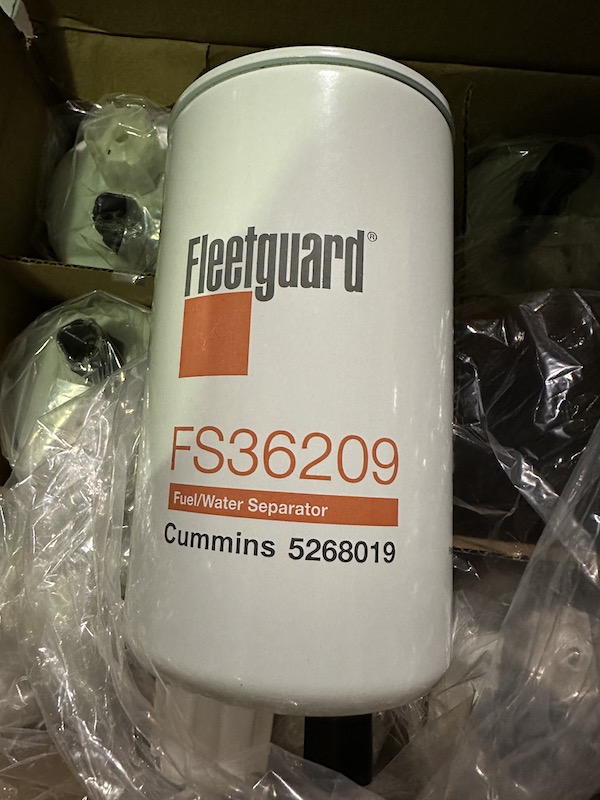 Fleetguard®
FS36209
Fuel/Water Separator
Cummins 5268019